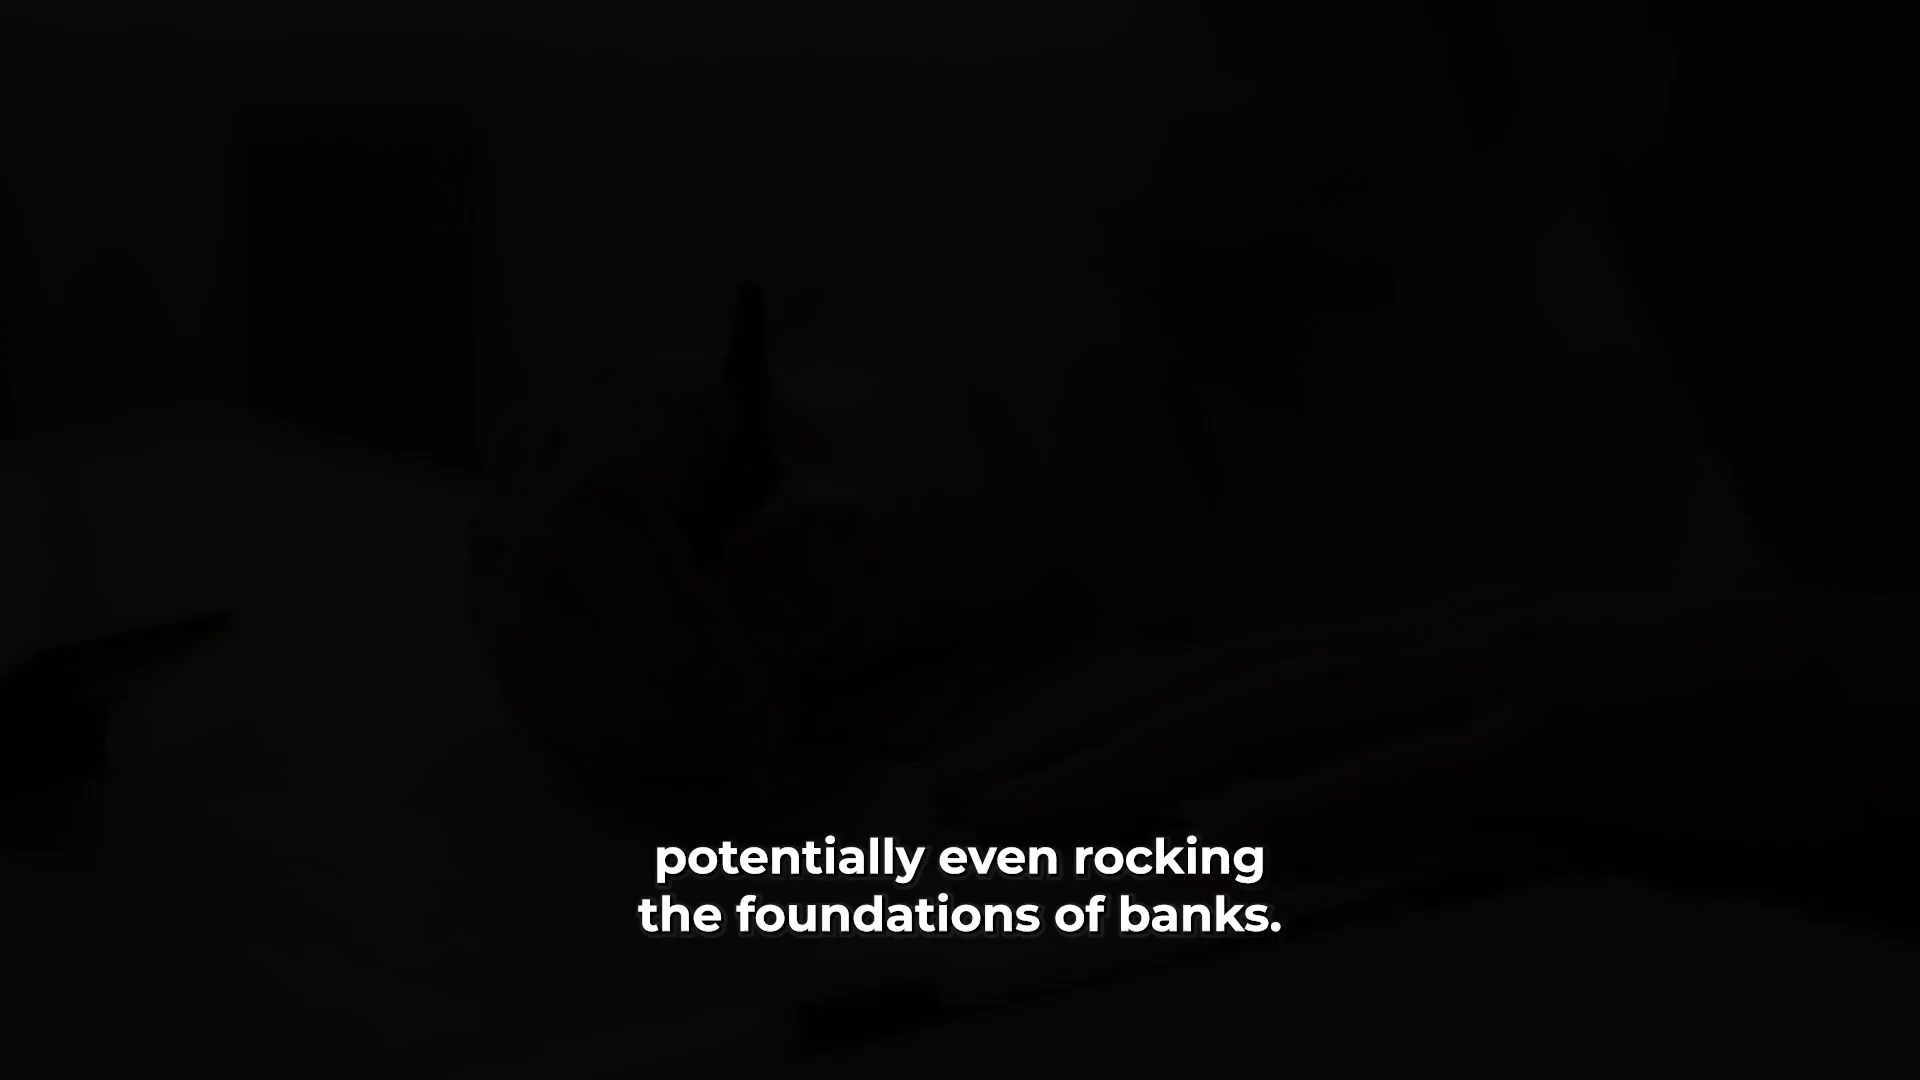 potentially even rocking
the foundations of banks.